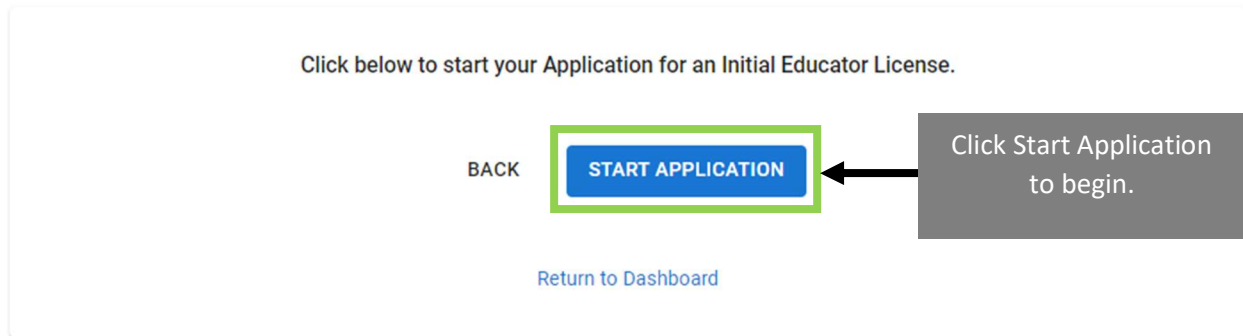 Click below to start your Application for an Initial Educator License.
BACK
START APPLICATION
Click Start Application
to begin.
Return to Dashboard